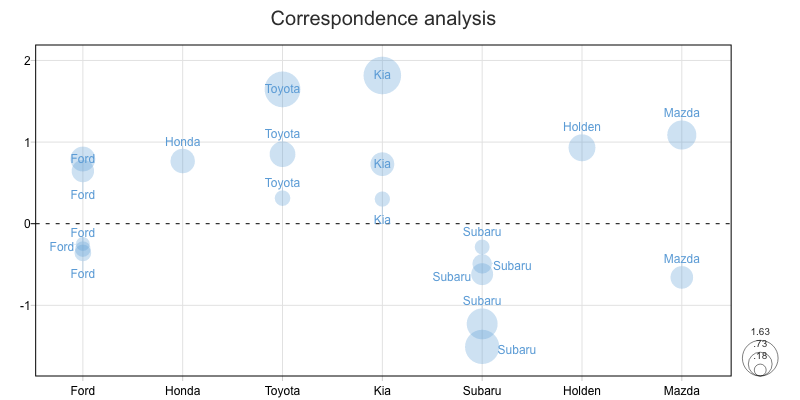 Correspondence analysis
2
Kia
Toyota
Mazda
1
Toyota
Honda
Holden
Ford
Kia
Toyota
Ford
0
Kia
Ford
Subaru
Ford
Mazda
Subaru
Ford
Subaru
Subaru
-1
Subaru
1.63
.73
.18
Ford Honda Toyota Kia Subaru Holden Mazda